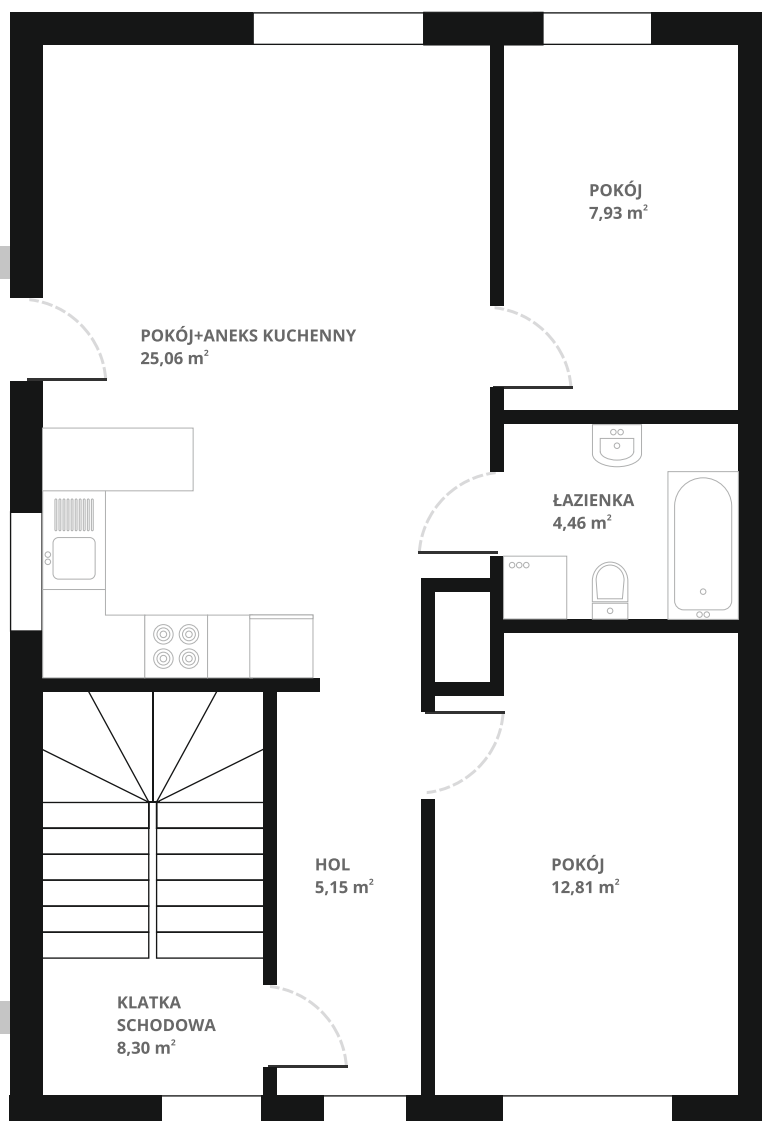 POKÓJ
7,93 m²
POKÓJ+ANEKS KUCHENNY
25,06 m²
ŁAZIENKA
4,46 m²
HOL
5,15 m²
POKÓJ
12,81 m²
KLATKA
SCHODOWA
8,30 m²